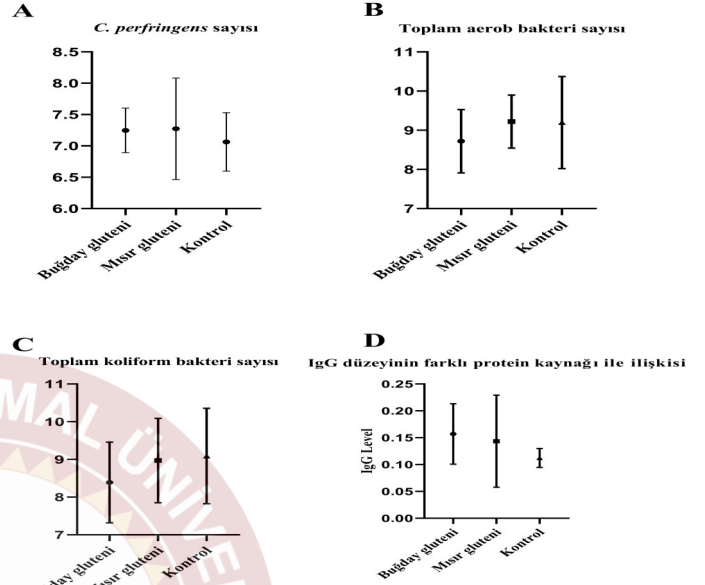 A
C. perfringens sayısı
8.5
8.0
7.5
7.0
6.5
6.0
Buğday gluteni
Mısır gluteni
Kontrol
B
Toplam aerob bakteri sayısı
11
10
9
8
7
Buğday gluteni
Mısır gluteni
Kontrol
C
Toplam koliform bakteri sayısı
11
10
9
8
7
gluteni
gluteni
Kontrol
D
IgG düzeyinin farklı protein kaynağı ile ilişkisi
IgG Level
0.25
0.20
0.15
0.10
0.05
0.00
Buğday gluteni
Mısır gluteni
Kontrol